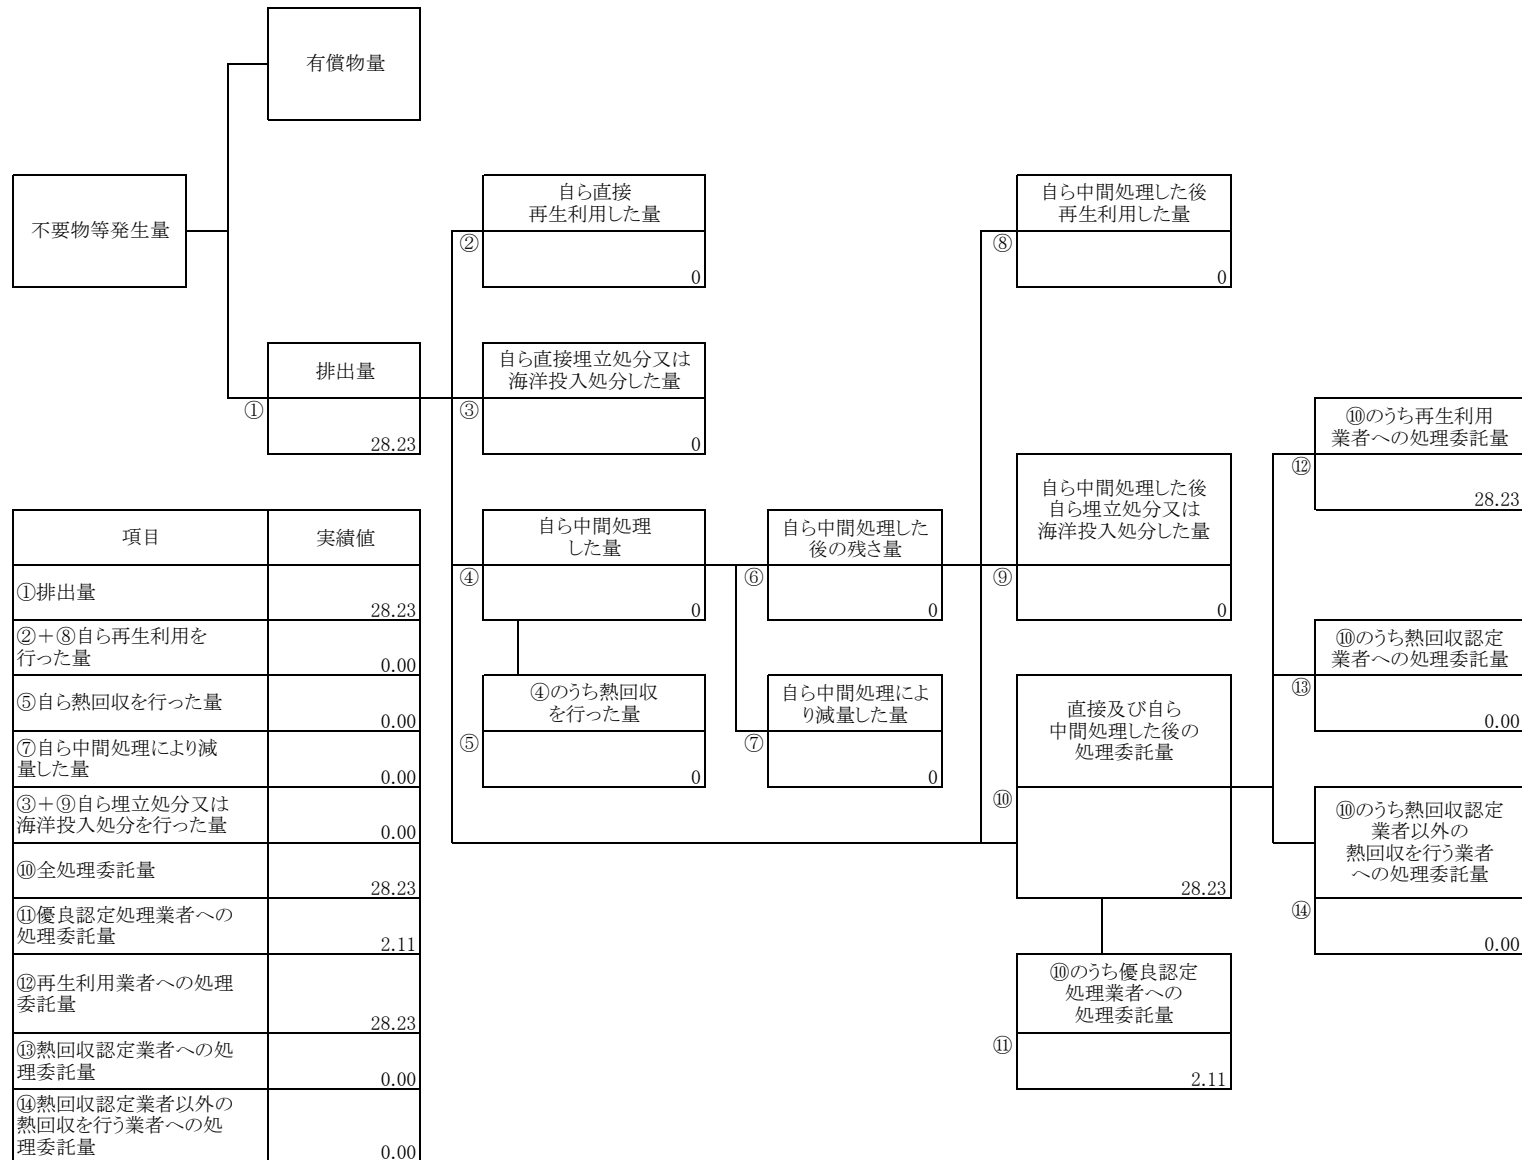 有償物量
不要物等発生量
自ら直接
再生利用した量
②
0
自ら中間処理した後
再生利用した量
⑧
0
排出量
①
28.23
自ら直接埋立処分又は
海洋投入処分した量
③
0
⑩のうち再生利用
業者への処理委託量
⑫
28.23
自ら中間処理
した量
④
0
自ら中間処理した
後の残さ量
⑥
0
自ら中間処理した後
自ら埋立処分又は
海洋投入処分した量
⑨
0
⑩のうち熱回収認定
業者への処理委託量
⑬
0.00
④のうち熱回収
を行った量
⑤
0
自ら中間処理によ
り減量した量
⑦
0
直接及び自ら
中間処理した後の
処理委託量
⑩
28.23
⑩のうち熱回収認定
業者以外の
熱回収を行う業者
への処理委託量
⑭
0.00
⑩のうち優良認定
処理業者への
処理委託量
⑪
2.11
項目 実績値
①排出量
28.23
②+⑧自ら再生利用を
行った量
0.00
⑤自ら熱回収を行った量
0.00
⑦自ら中間処理により減
量した量
0.00
③+⑨自ら埋立処分又は
海洋投入処分を行った量
0.00
⑩全処理委託量
28.23
⑪優良認定処理業者への
処理委託量
2.11
⑫再生利用業者への処理
委託量
28.23
⑬熱回収認定業者への処
理委託量
0.00
⑭熱回収認定業者以外の
熱回収を行う業者への処
理委託量
0.00